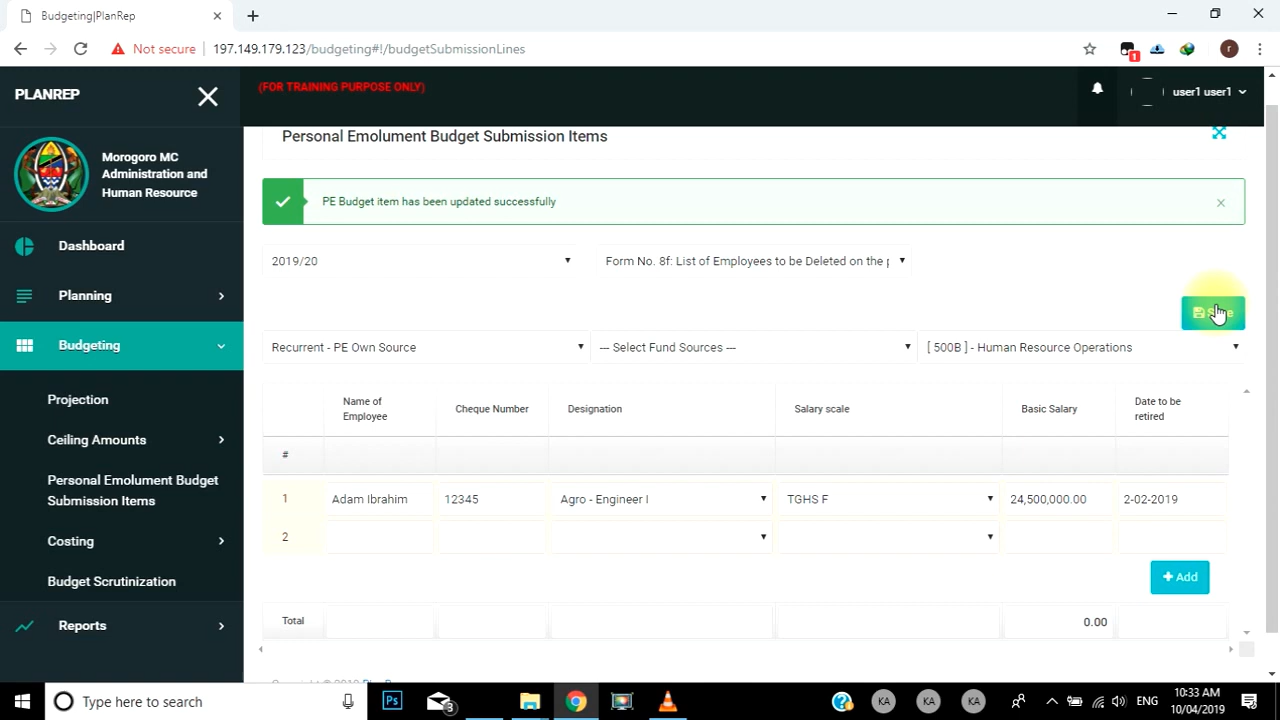 Budgeting|PlanRep
Not secure
197.149.179.123/budgeting#!/budgetSubmissionLines
1
r
PLANREP
(FOR TRAINING PURPOSE ONLY)
user1 user1
Morogoro MC
Administration and
Human Resource
Dashboard
Planning
Budgeting
Projection
Ceiling Amounts
Personal Emolument Budget
Submission Items
Costing
Budget Scrutinization
Reports
Personal Emolument Budget Submission Items
PE Budget item has been updated successfully
2019/20
Form No. 8f: List of Employees to be Deleted on the p
Recurrent - PE Own Source
--- Select Fund Sources ---
[ 500B ] - Human Resource Operations
Name of
Employee
Cheque Number
Designation
Salary scale
Basic Salary
Date to be
retired
#
1
Adam Ibrahim
12345
Agro - Engineer I
TGHS F
24,500,000.00
2-02-2019
2
+ Add
Total
0.00
Type here to search
Ps
3
KA
KA
KA
ENG
10:33 AM
10/04/2019